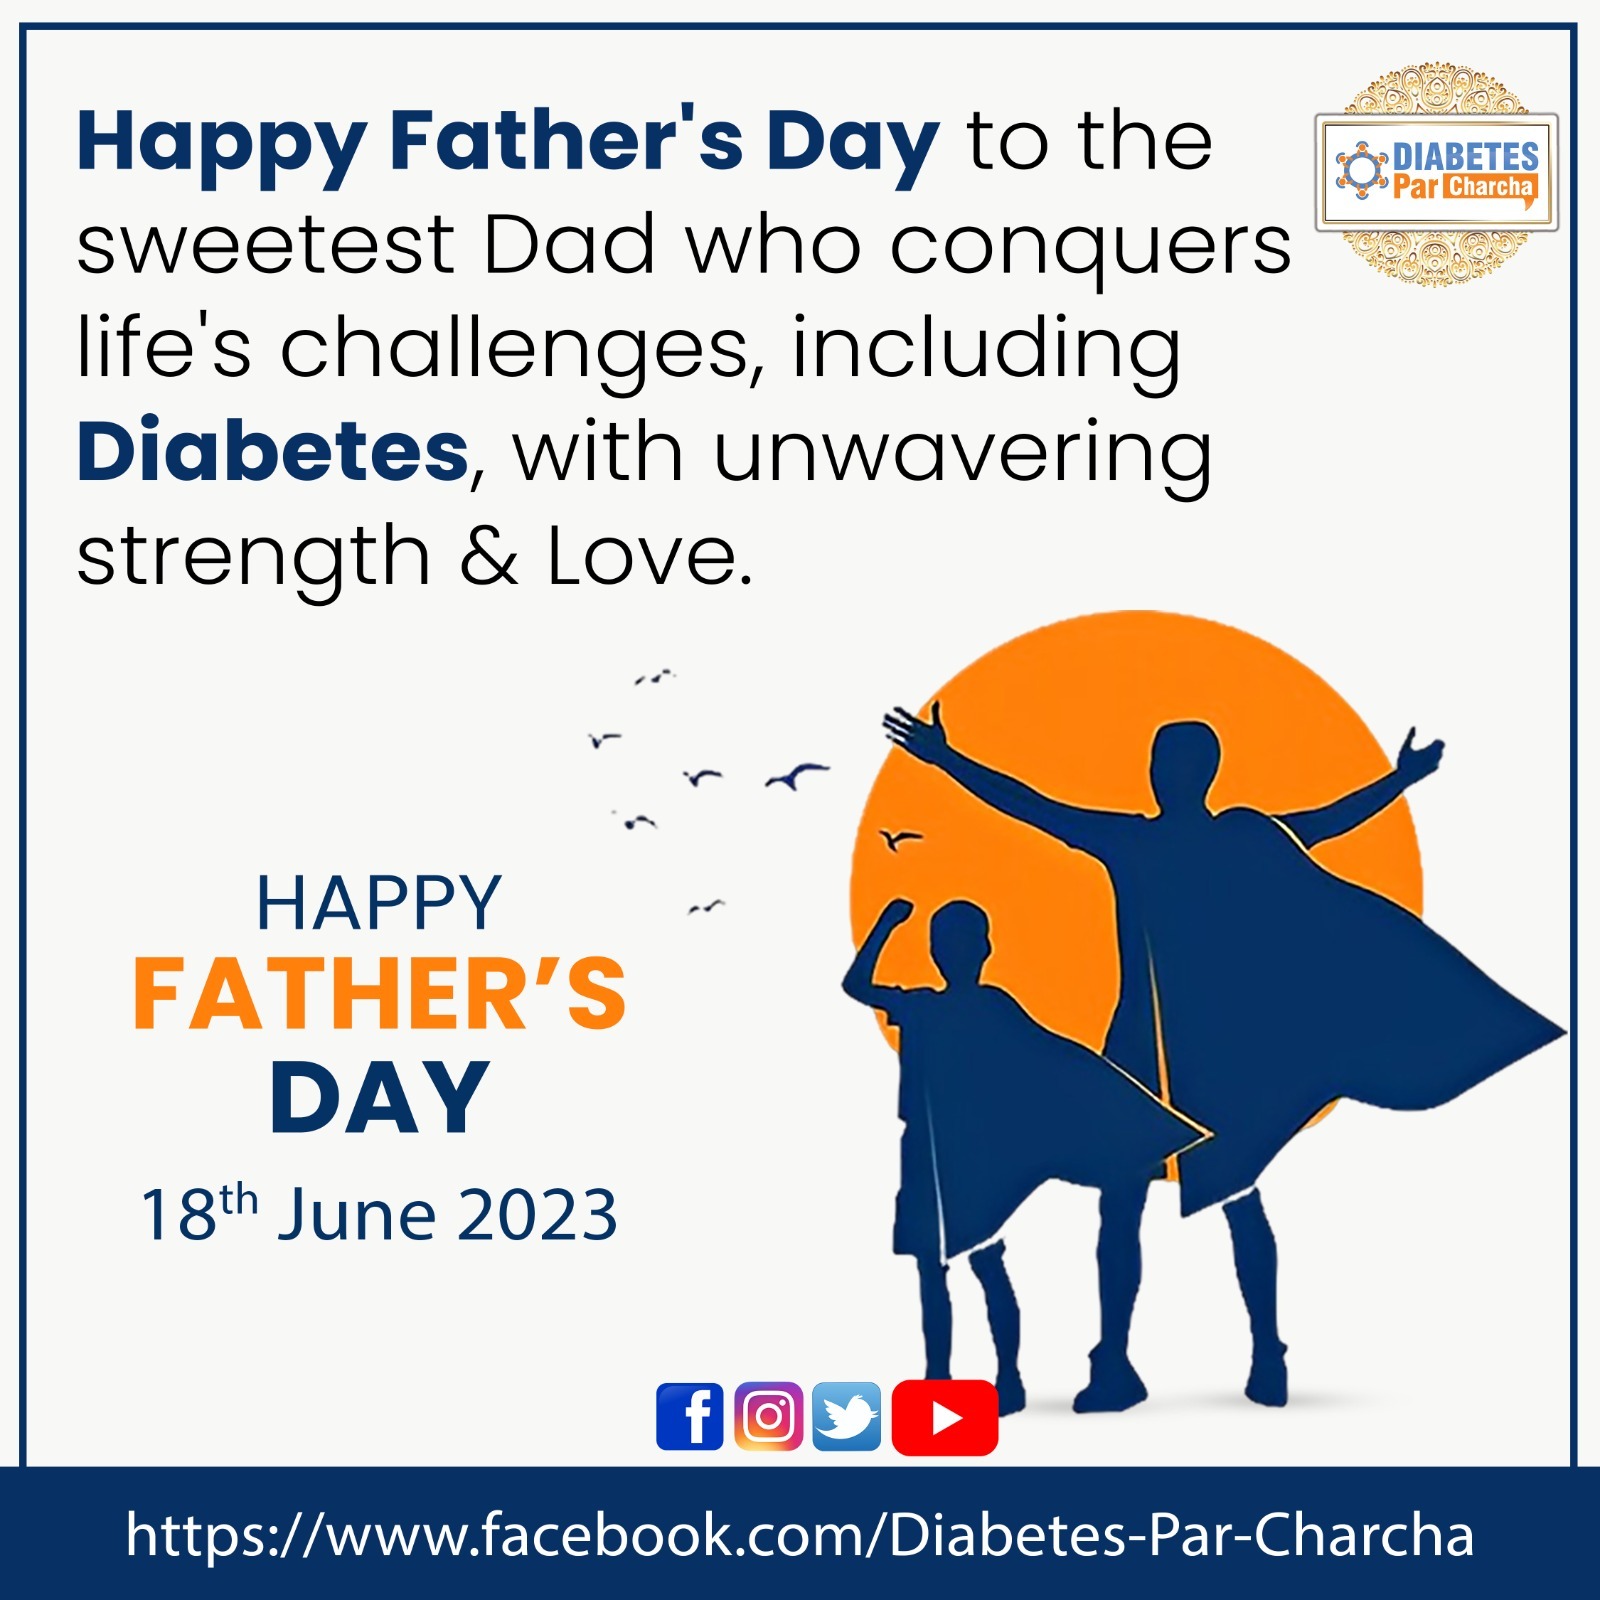 Happy Father's Day to the
sweetest Dad who conquers
life's challenges, including
Diabetes, with unwavering
strength & Love.
DIABETES
Par Charcha
HAPPY
FATHER’S
DAY
18th June 2023
https://www.facebook.com/Diabetes-Par-Charcha